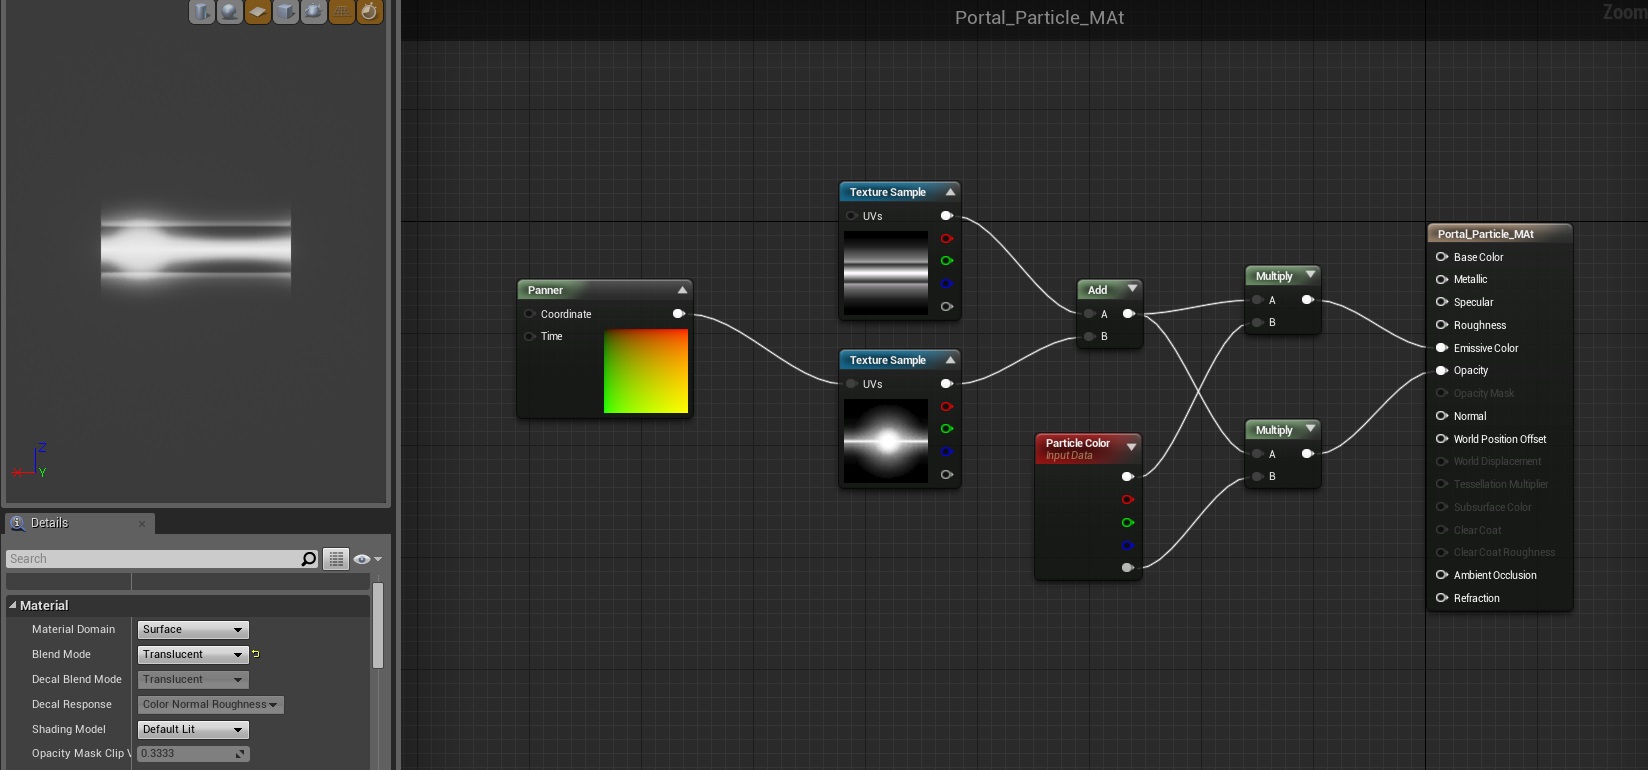 Portal_Particle_MAt
Zoom
Z
X
Y
Details
Search
Material
Material Domain
Surface
Blend Mode
Translucent
Decal Blend Mode
Translucent
Decal Response
Color Normal Roughness
Shading Model
Default Lit
Opacity Mask Clip V
0.3333
Panner
Coordinate
Time
Texture Sample
UVs
Texture Sample
UVs
Add
A
B
Particle Color
Input Data
Multiply
A
B
Multiply
A
B
Portal_Particle_MAt
Base Color
Metallic
Specular
Roughness
Emissive Color
Opacity
Opacity Mask
Normal
World Position Offset
World Displacement
Tessellation Multiplier
Subsurface Color
Clear Coat
Clear Coat Roughness
Ambient Occlusion
Refraction